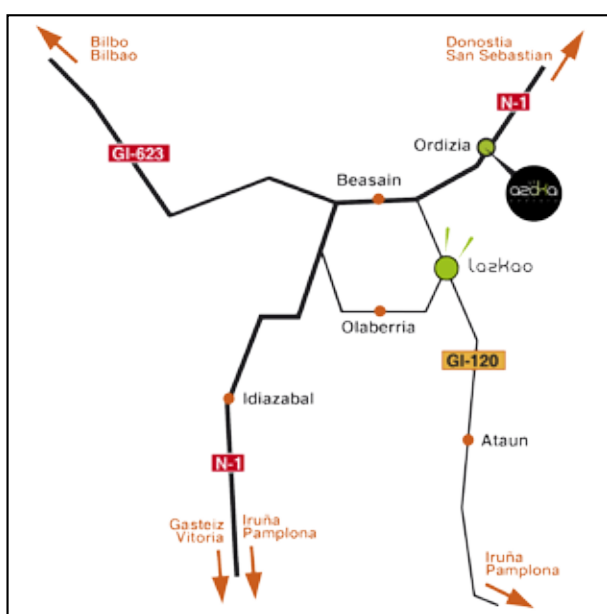 Bilbo
Bilbao
Donostia
San Sebastian
N-1
GI-623
Ordizia
Beasain
azoka
lazkao
Olaberria
GI-120
Idiazabal
Ataun
N-1
Gasteiz
Vitoria
Iruña
Pamplona
Iruña
Pamplona